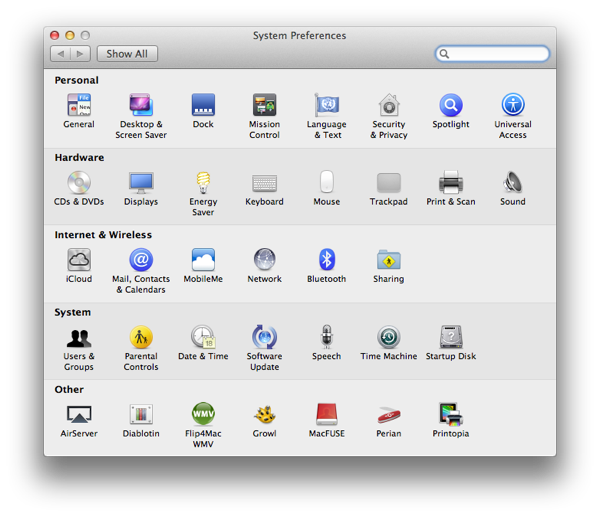 System Preferences
Show All
Personal
General
Desktop &
Screen Saver
Dock
Mission
Control
Language
& Text
Security
& Privacy
Spotlight
Universal
Access
Hardware
CDs & DVDs
Displays
Energy
Saver
Keyboard
Mouse
Trackpad
Print & Scan
Sound
Internet & Wireless
iCloud
Mail, Contacts
& Calendars
MobileMe
Network
Bluetooth
Sharing
System
Users &
Groups
Parental
Controls
Date & Time
18
Software
Update
Speech
Time Machine
Startup Disk
Other
AirServer
Diablotin
WMV
Flip4Mac
WMV
Growl
MacFUSE
Perian
Printopia